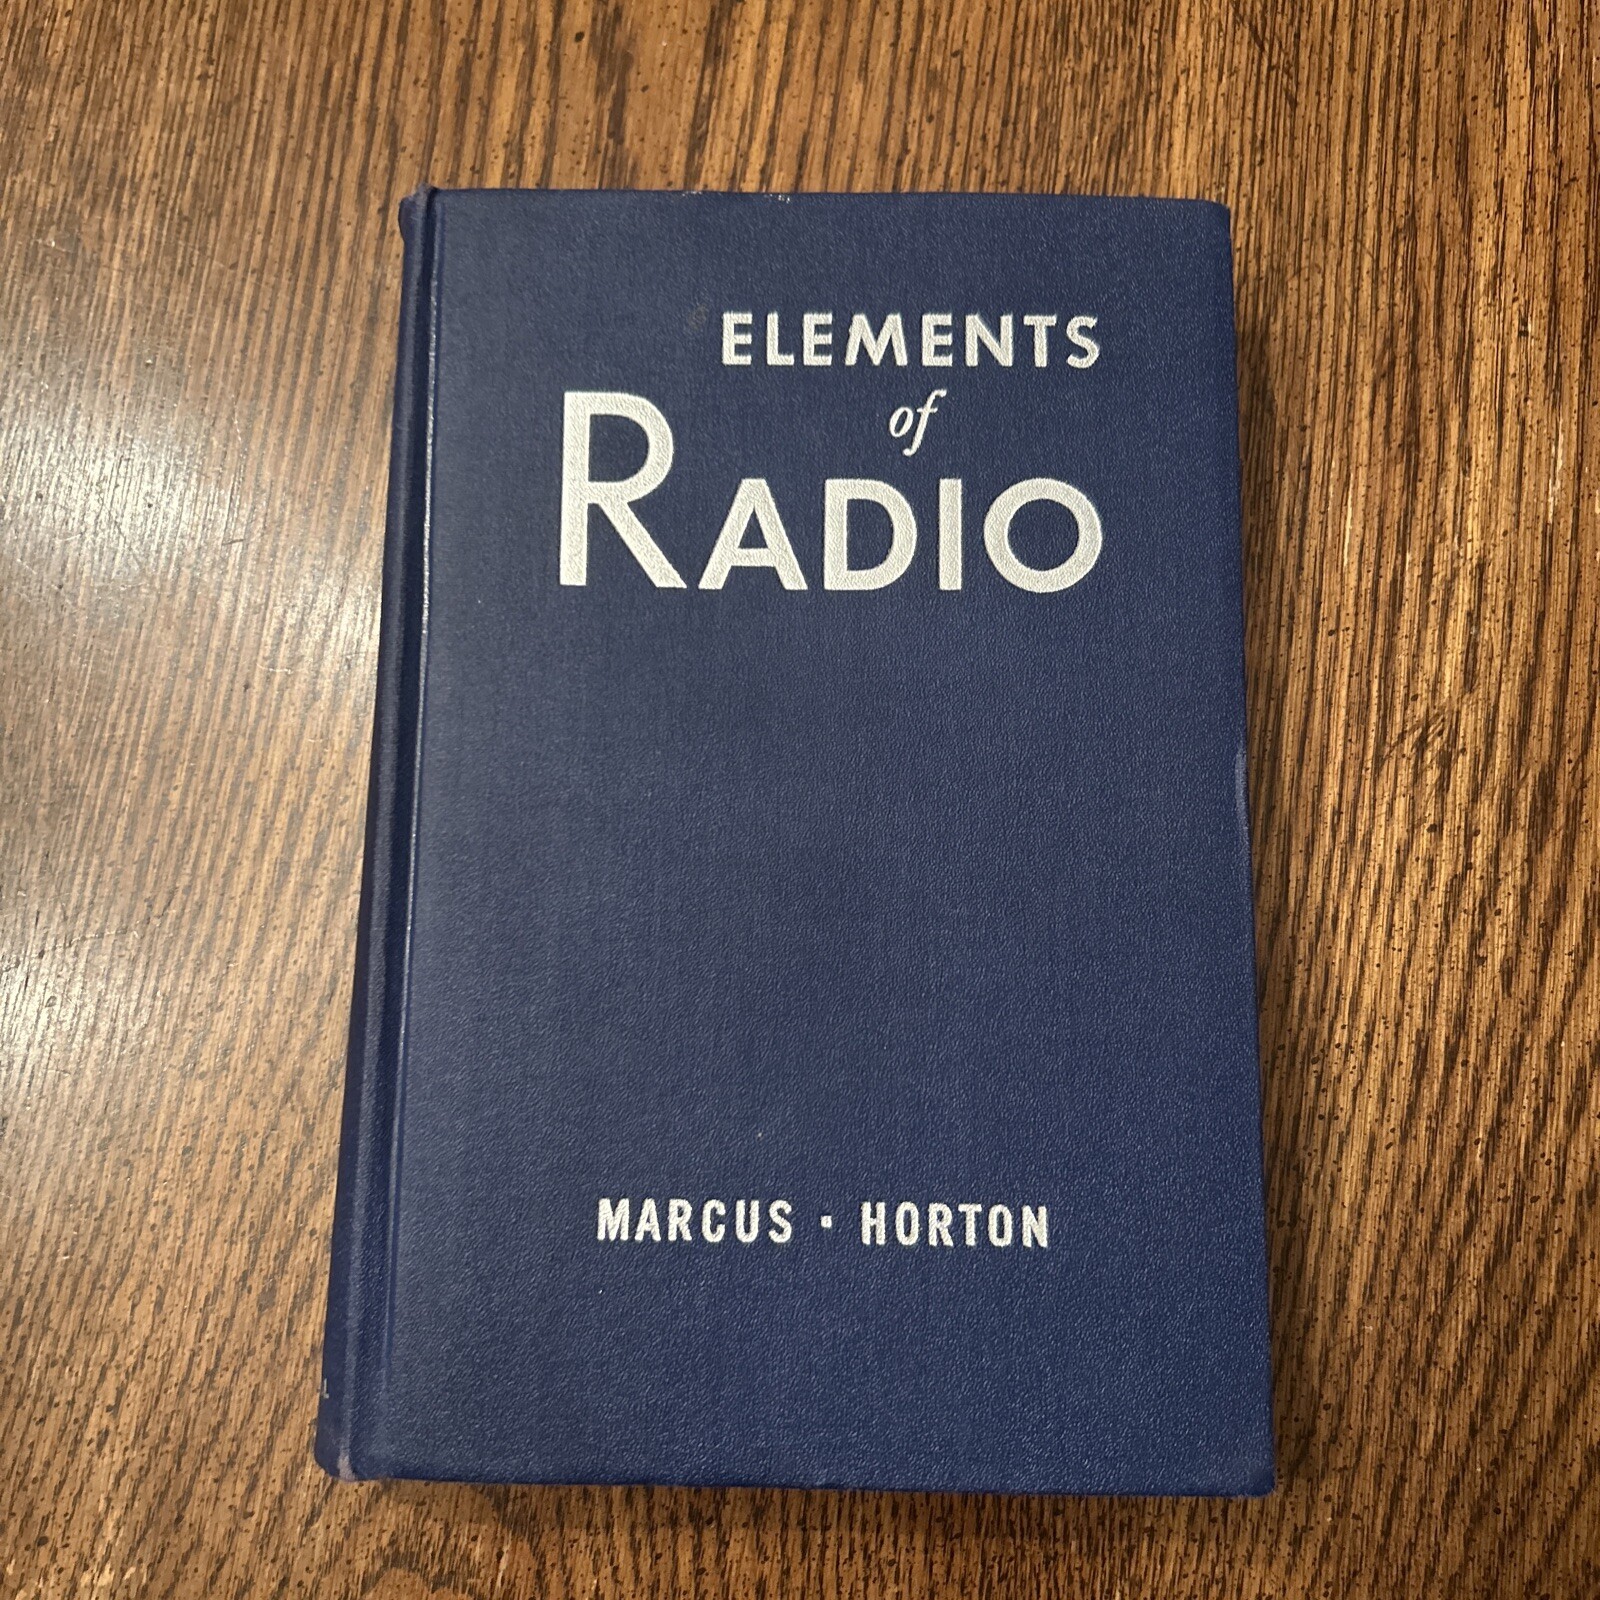 ELEMENTS
of
RADIO
MARCUS · HORTON